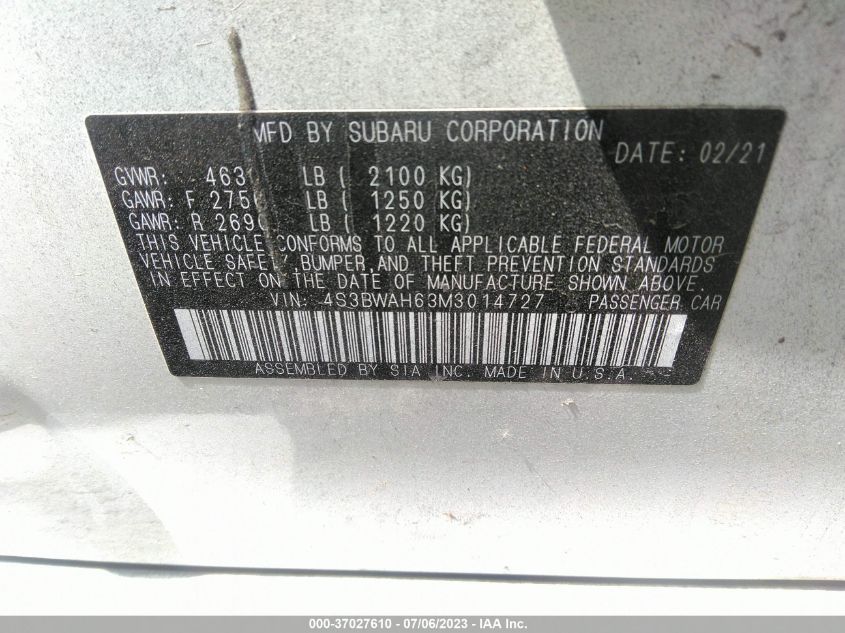 MFD BY SUBARU CORPORATION
DATE: 02/21
GVWR: LB ( 2100 KG)
GAWR: F LB ( 1250 KG)
GAWR: R LB ( 1220 KG)
THIS VEHICLE CONFORMS TO ALL APPLICABLE FEDERAL MOTOR
VEHICLE SAFETY, BUMPER, AND THEFT PREVENTION STANDARDS
IN EFFECT ON THE DATE OF MANUFACTURE SHOWN ABOVE.
VIN: 4S3BWAH63M3014727 PASSENGER CAR
ASSEMBLED BY SIA INC. MADE IN U.S.A.
000-37027610 - 07/06/2023 - IAA Inc.